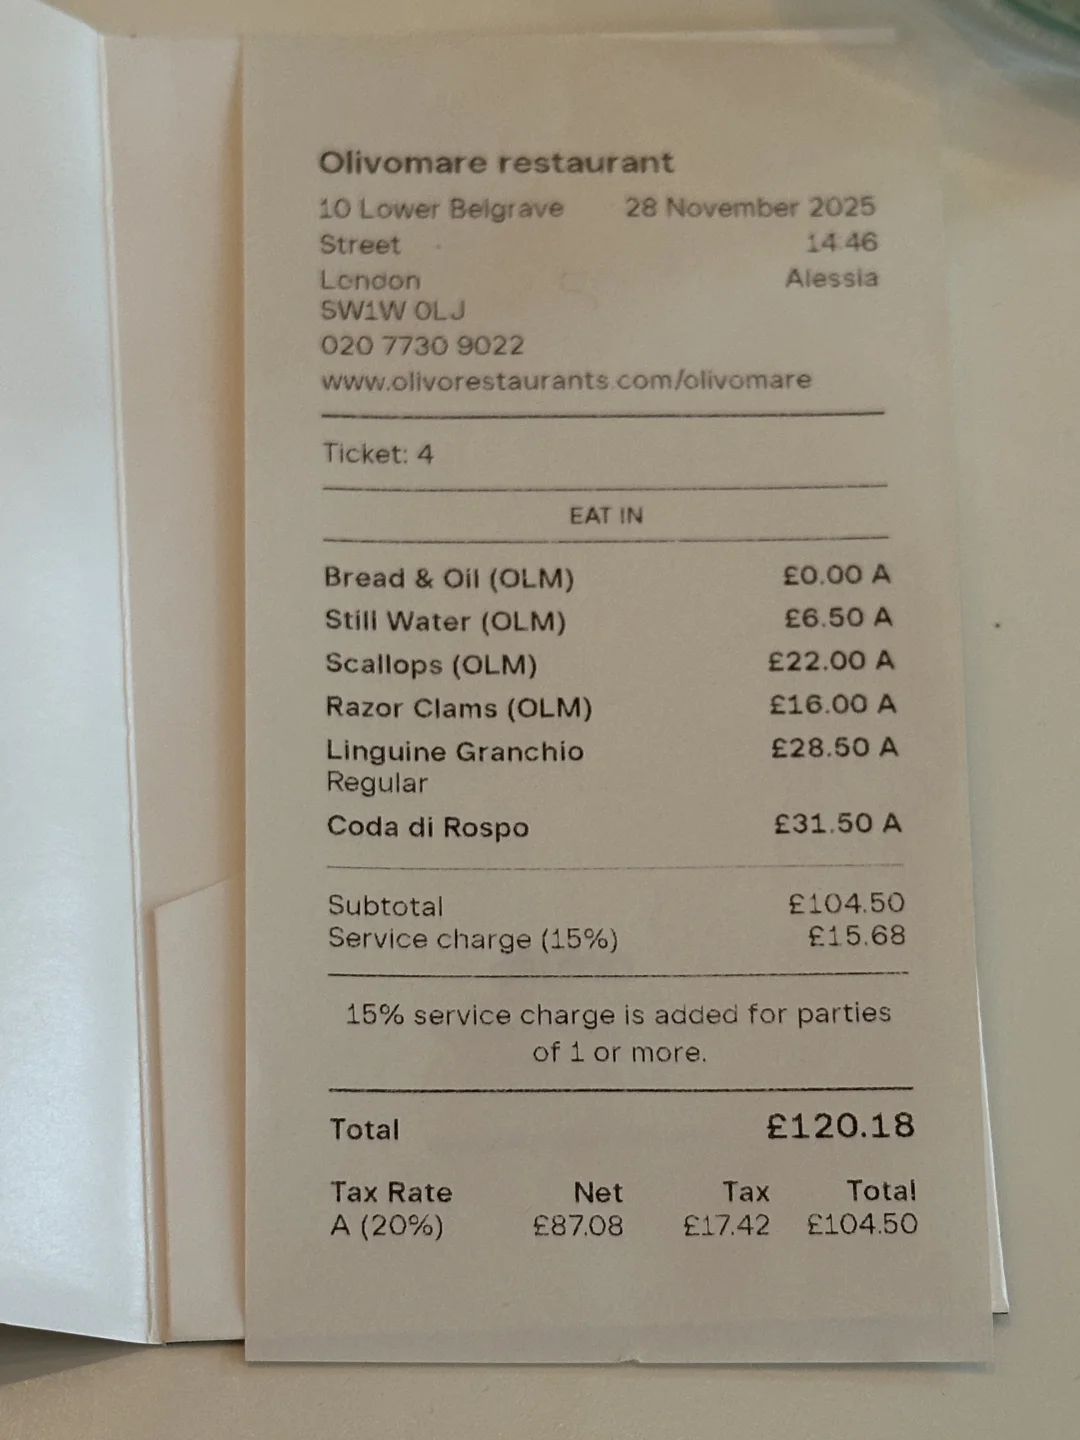 Olivomare restaurant
10 Lower Belgrave 28 November 2025
Street 14:46
London Alessia
SW1W 0LJ
020 7730 9022
www.olivorestaurants.com/olivomare
Ticket: 4
EAT IN
Bread & Oil (OLM) £0.00 A
Still Water (OLM) £6.50 A
Scallops (OLM) £22.00 A
Razor Clams (OLM) £16.00 A
Linguine Granchio £28.50 A
Regular
Coda di Rospo £31.50 A
Subtotal £104.50
Service charge (15%) £15.68
15% service charge is added for parties
of 1 or more.
Total £120.18
Tax Rate Net Tax Total
A (20%) £87.08 £17.42 £104.50